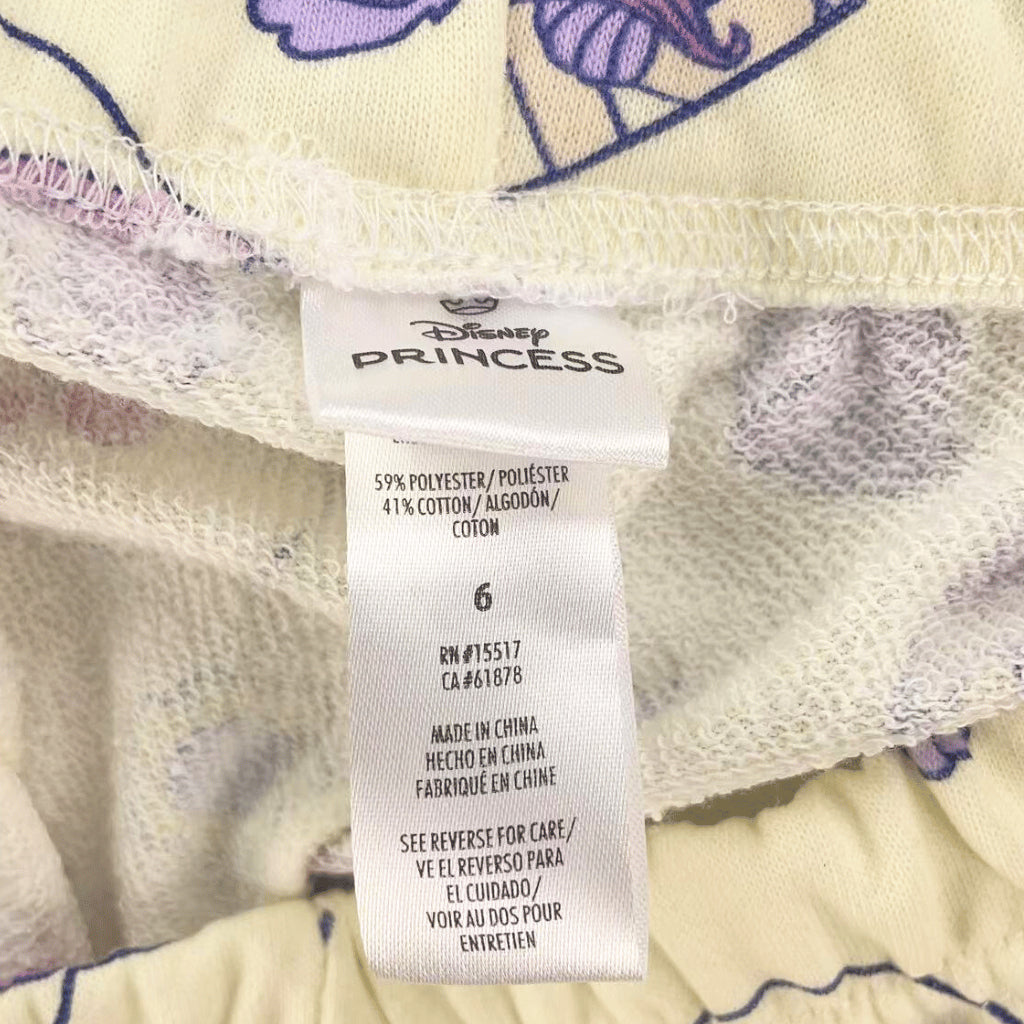 Disney
PRINCESS
59% POLYESTER/ POLIÉSTER
41% COTTON/ ALGODÓN/
COTON
6
RN#15517
CA#61878
MADE IN CHINA
HECHO EN CHINA
FABRIQUÉ EN CHINE
SEE REVERSE FOR CARE/
VE EL REVERSO PARA
EL CUIDADO/
VOIR AU DOS POUR
ENTRETIEN